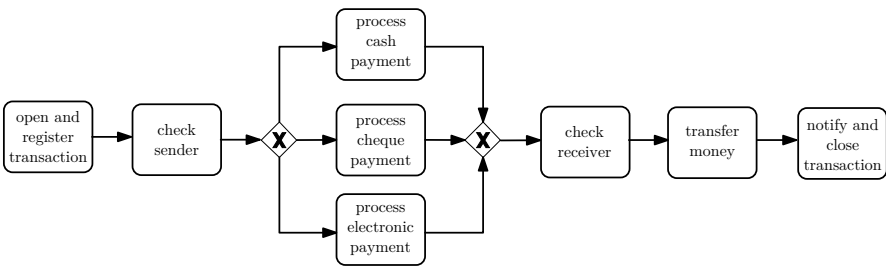 open and
register
transaction
check
sender
X
process
cash
payment
process
cheque
payment
process
electronic
payment
X
check
receiver
transfer
money
notify and
close
transaction